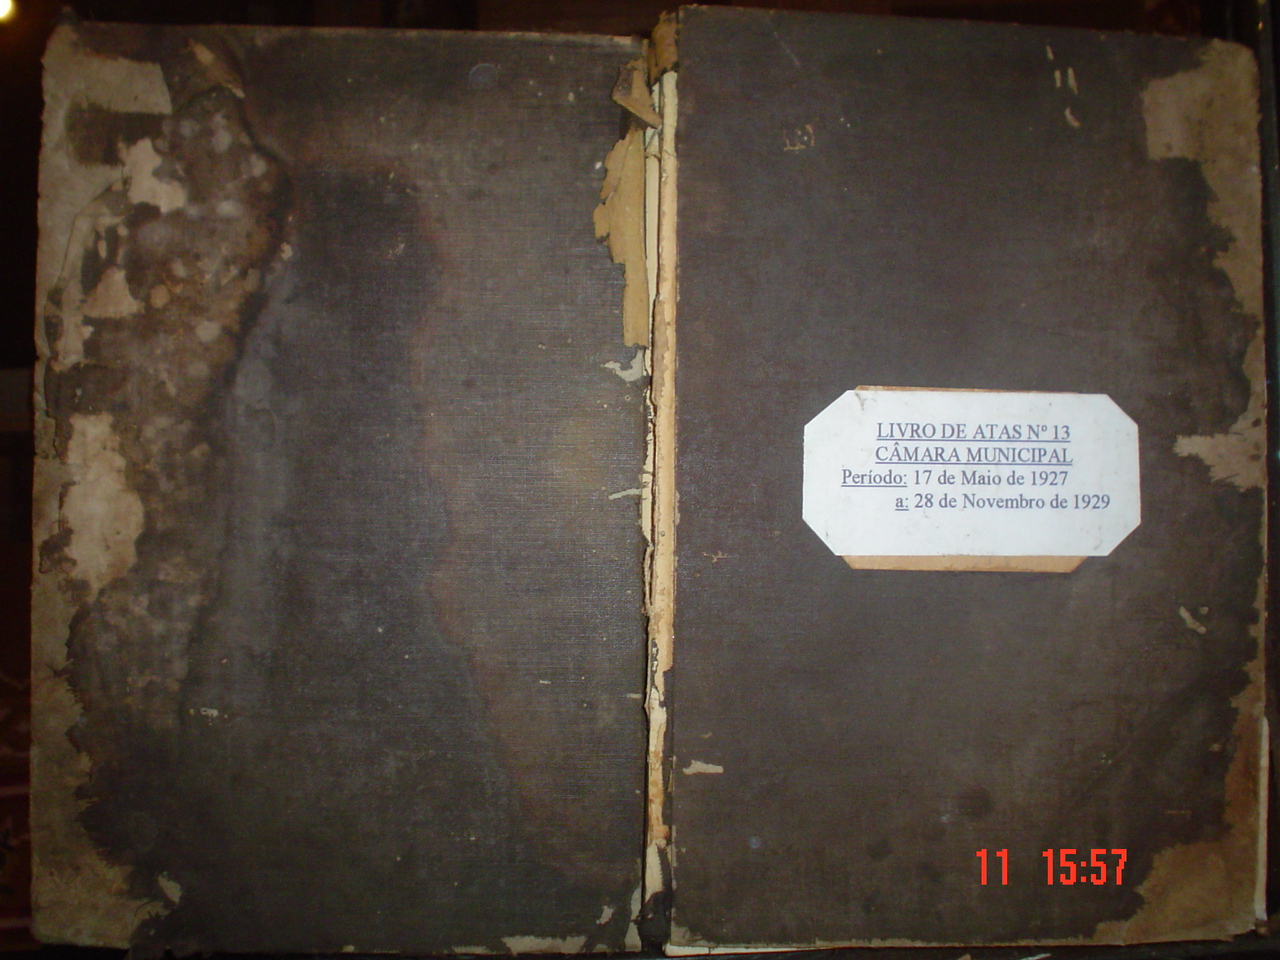 LIVRO DE ATAS Nº 13
CÂMARA MUNICIPAL
Período: 17 de Maio de 1927
a: 28 de Novembro de 1929
11 15:57